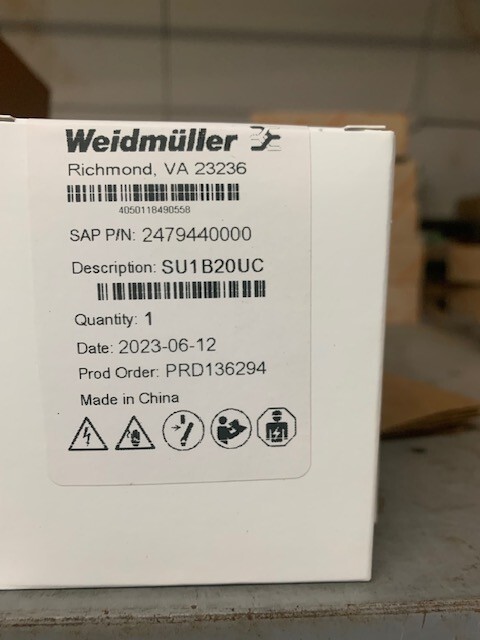 Weidmüller
Richmond, VA 23236
4050118490558
SAP P/N: 2479440000
Description: SU1B20UC
Quantity: 1
Date: 2023-06-12
Prod Order: PRD136294
Made in China